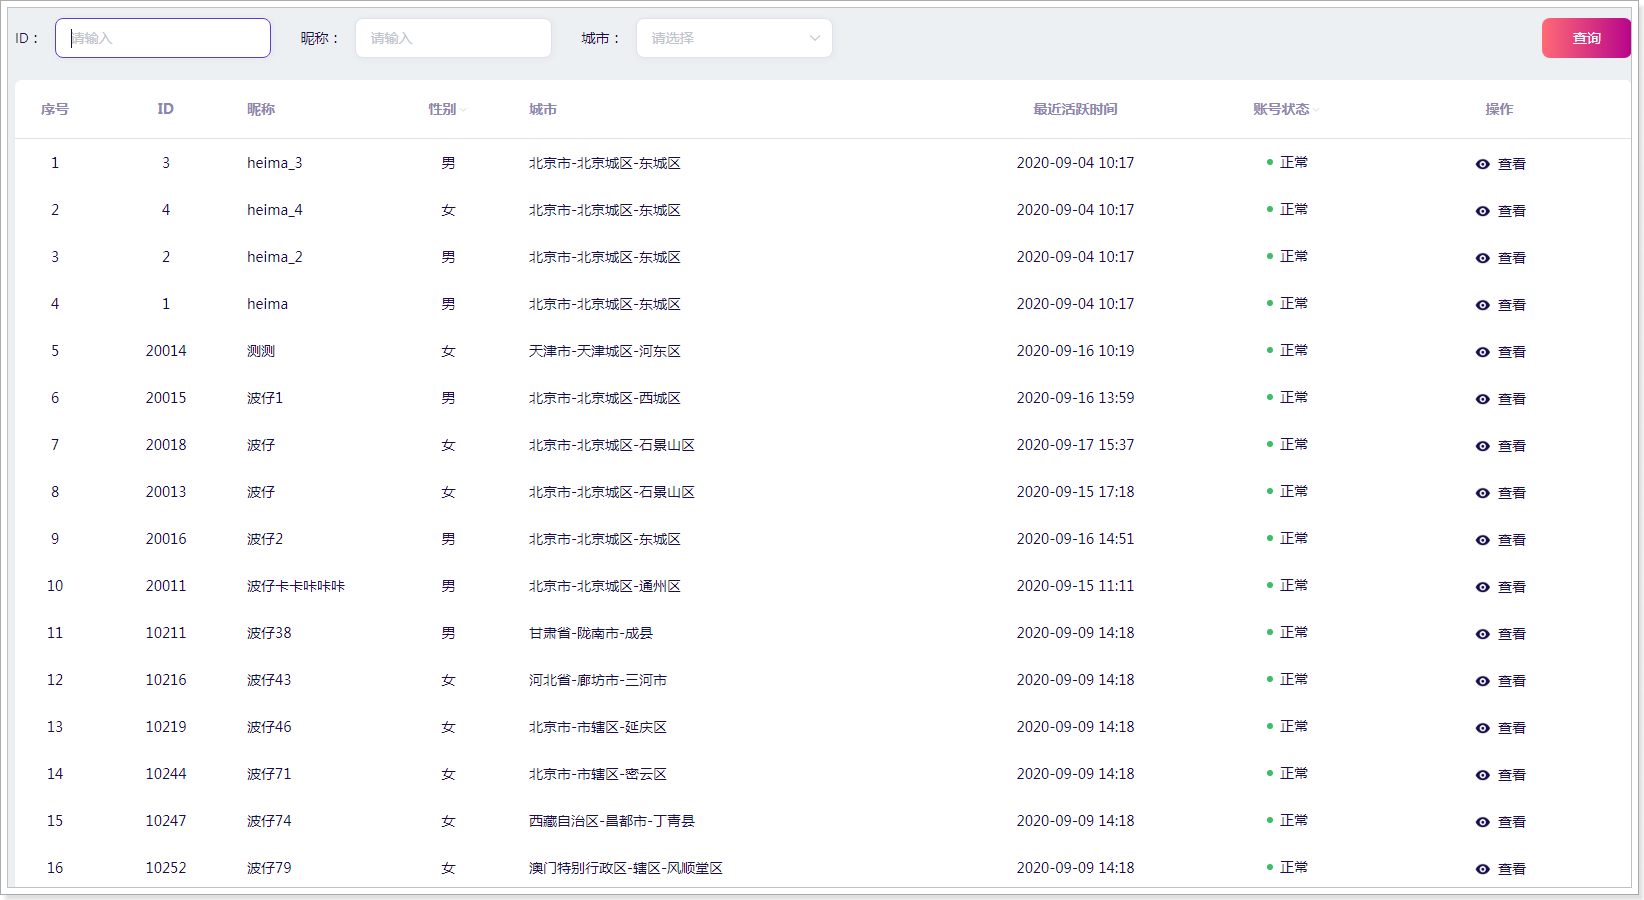 ID： 请输入 昵称： 请输入 城市： 请选择 查询
序号 ID 昵称 性别 城市 最近活跃时间 账号状态 操作
1 3 heima_3 男 北京市-北京城区-东城区 2020-09-04 10:17 正常 查看
2 4 heima_4 女 北京市-北京城区-东城区 2020-09-04 10:17 正常 查看
3 2 heima_2 男 北京市-北京城区-东城区 2020-09-04 10:17 正常 查看
4 1 heima 男 北京市-北京城区-东城区 2020-09-04 10:17 正常 查看
5 20014 测测 女 天津市-天津城区-河东区 2020-09-16 10:19 正常 查看
6 20015 波仔1 男 北京市-北京城区-西城区 2020-09-16 13:59 正常 查看
7 20018 波仔 女 北京市-北京城区-石景山区 2020-09-17 15:37 正常 查看
8 20013 波仔 女 北京市-北京城区-石景山区 2020-09-15 17:18 正常 查看
9 20016 波仔2 男 北京市-北京城区-东城区 2020-09-16 14:51 正常 查看
10 20011 波仔卡卡咔咔咔 男 北京市-北京城区-通州区 2020-09-15 11:11 正常 查看
11 10211 波仔38 男 甘肃省-陇南市-成县 2020-09-09 14:18 正常 查看
12 10216 波仔43 女 河北省-廊坊市-三河市 2020-09-09 14:18 正常 查看
13 10219 波仔46 女 北京市-市辖区-延庆区 2020-09-09 14:18 正常 查看
14 10244 波仔71 女 北京市-市辖区-密云区 2020-09-09 14:18 正常 查看
15 10247 波仔74 女 西藏自治区-昌都市-丁青县 2020-09-09 14:18 正常 查看
16 10252 波仔79 女 澳门特别行政区-辖区-风顺堂区 2020-09-09 14:18 正常 查看